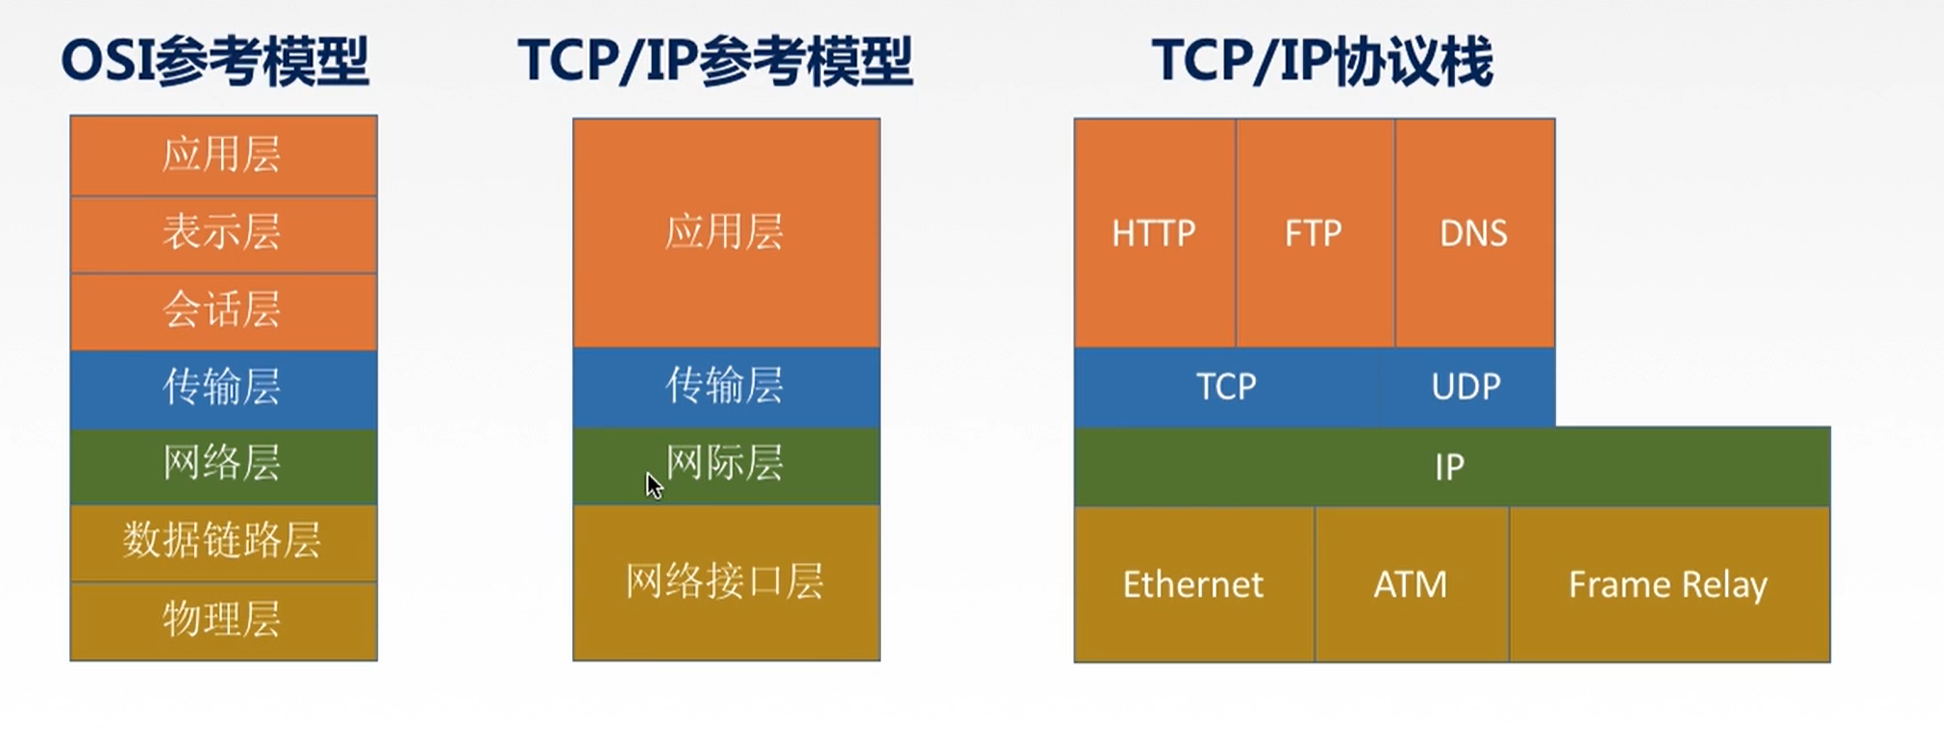 OSI参考模型
应用层
表示层
会话层
传输层
网络层
数据链路层
物理层
TCP/IP参考模型
应用层
传输层
网际层
网络接口层
TCP/IP协议栈
HTTP FTP DNS
TCP UDP
IP
Ethernet ATM Frame Relay